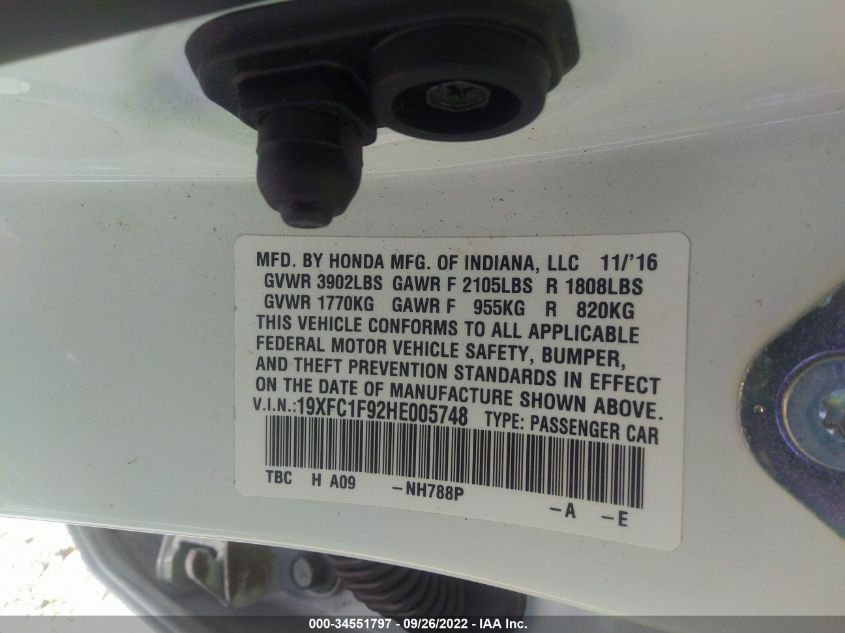 MFD. BY HONDA MFG. OF INDIANA, LLC 11/'16
GVWR 3902LBS GAWR F 2105LBS R 1808LBS
GVWR 1770KG GAWR F 955KG R 820KG
THIS VEHICLE CONFORMS TO ALL APPLICABLE
FEDERAL MOTOR VEHICLE SAFETY, BUMPER,
AND THEFT PREVENTION STANDARDS IN EFFECT
ON THE DATE OF MANUFACTURE SHOWN ABOVE.
V.I.N.:19XFC1F92HE005748 TYPE: PASSENGER CAR
TBC H A09 -NH788P -A -E
000-34551797 - 09/26/2022 - IAA Inc.